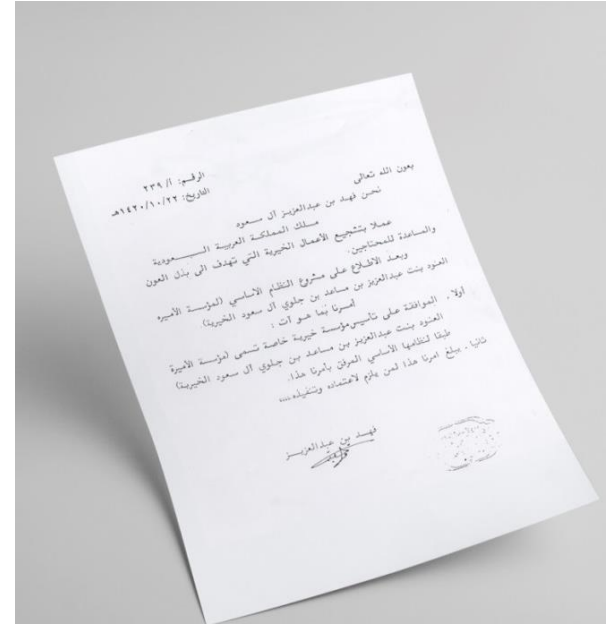 الرقم: أ/ ٢٣٩
التاريخ: ١٤٢٠/١٠/٢٢هـ
بعون الله تعالى
نحن فهد بن عبدالعزيز آل سعود
ملك المملكة العربية السعودية
عملا بتشجيع الأعمال الخيرية التي تهدف الى بذل العون
والمساعدة للمحتاجين.
وبعد الاطلاع على مشروع النظام الاساسي (لمؤسسة الأميره
العنود بنت عبدالعزيز بن مساعد بن جلوي آل سعود الخيرية).
أمرنا بما هو آت :
أولا . الموافقة على تأسيس مؤسسة خيرية خاصة تسمى (مؤسسة الأميرة
العنود بنت عبدالعزيز بن مساعد بن جلوي آل سعود الخيرية)
طبقا لنظامها الأساسي المرفق بأمرنا هذا.
ثانيا . يبلغ امرنا هذا لمن يلزم لاعتماده وتنفيذه،،،،
فهد بن عبدالعزيز